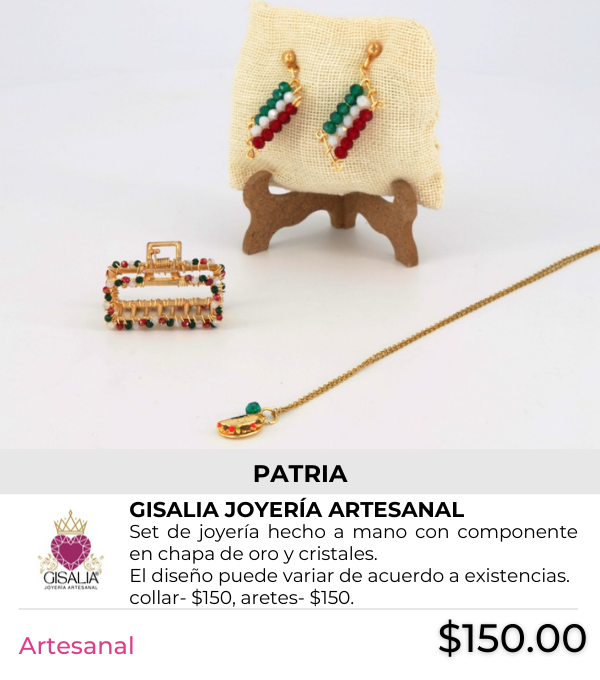 PATRIA
GISALIA JOYERÍA ARTESANAL
Set de joyería hecho a mano con componente
en chapa de oro y cristales.
El diseño puede variar de acuerdo a existencias.
collar- $150, aretes- $150.
GISALIA
JOYERÍA ARTESANAL
Artesanal
$150.00